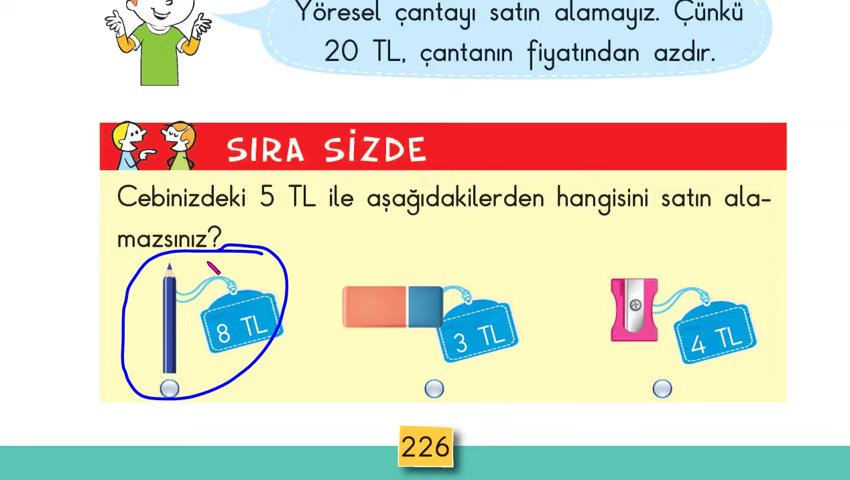 Yöresel çantayı satın alamayız. Çünkü
20 TL, çantanın fiyatından azdır.
SIRA SİZDE
Cebinizdeki 5 TL ile aşağıdakilerden hangisini satın ala-
mazsınız?
8 TL
3 TL
4 TL
226